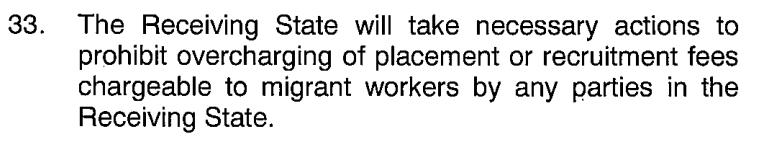 33. The Receiving State will take necessary actions to
prohibit overcharging of placement or recruitment fees
chargeable to migrant workers by any parties in the
Receiving State.